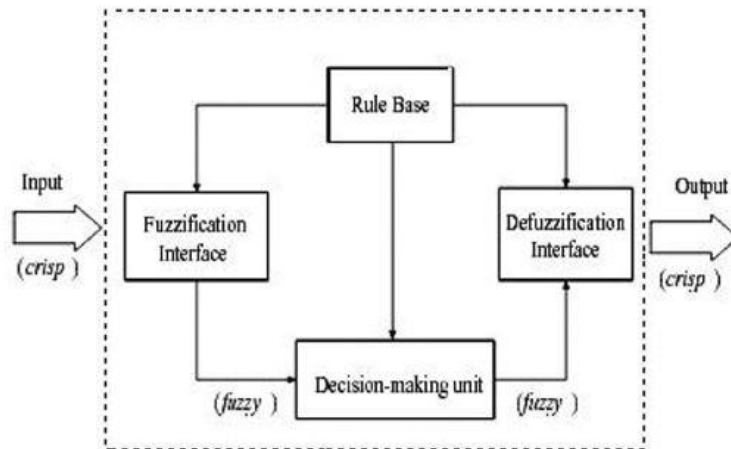 Rule Base
Input
(crisp )
Fuzzification
Interface
Defuzzification
Interface
Output
(crisp )
Decision-making unit
(fuzzy )
(fuzzy )